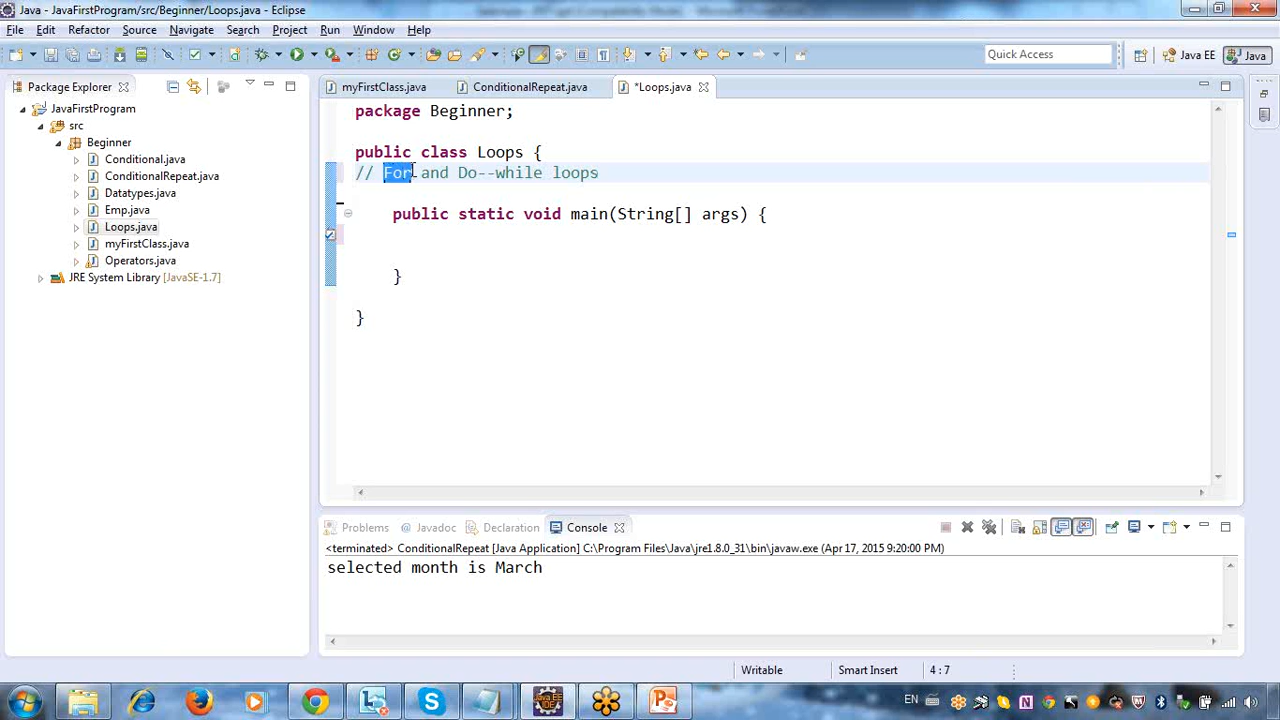 Java - JavaFirstProgram/src/Beginner/Loops.java - Eclipse
File Edit Refactor Source Navigate Search Project Run Window Help
Quick Access
Java EE
Java
Package Explorer
JavaFirstProgram
src
Beginner
Conditional.java
ConditionalRepeat.java
Datatypes.java
Emp.java
Loops.java
myFirstClass.java
Operators.java
JRE System Library [JavaSE-1.7]
myFirstClass.java
ConditionalRepeat.java
*Loops.java
package Beginner;
public class Loops {
// For and Do--while loops
public static void main(String[] args) {
}
}
Problems
@ Javadoc
Declaration
Console
<terminated> ConditionalRepeat [Java Application] C:\Program Files\Java\jre1.8.0_31\bin\javaw.exe (Apr 17, 2015 9:20:00 PM)
selected month is March
Writable
Smart Insert
4 : 7
Java EE
IDE
EN